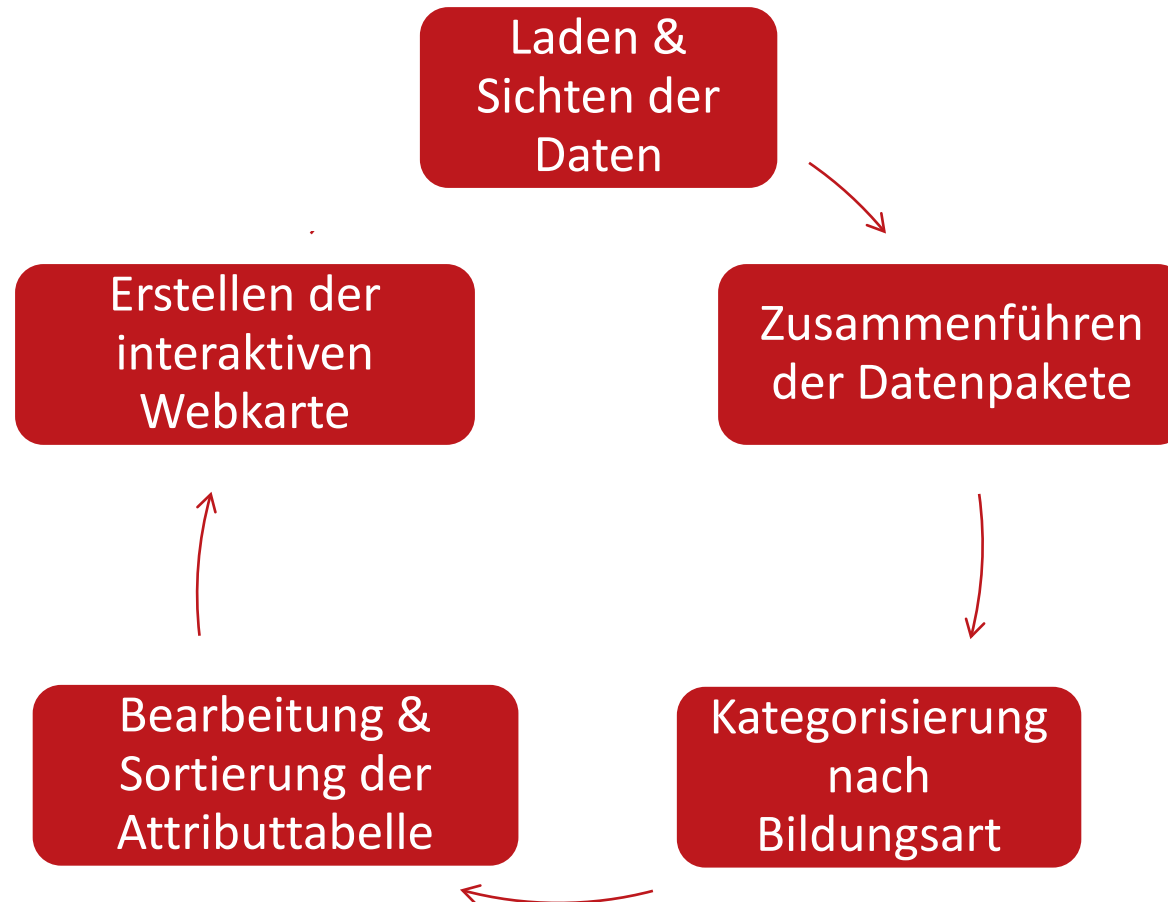 Laden &
Sichten der
Daten
Zusammenführen
der Datenpakete
Kategorisierung
nach
Bildungsart
Bearbeitung &
Sortierung der
Attributtabelle
Erstellen der
interaktiven
Webkarte